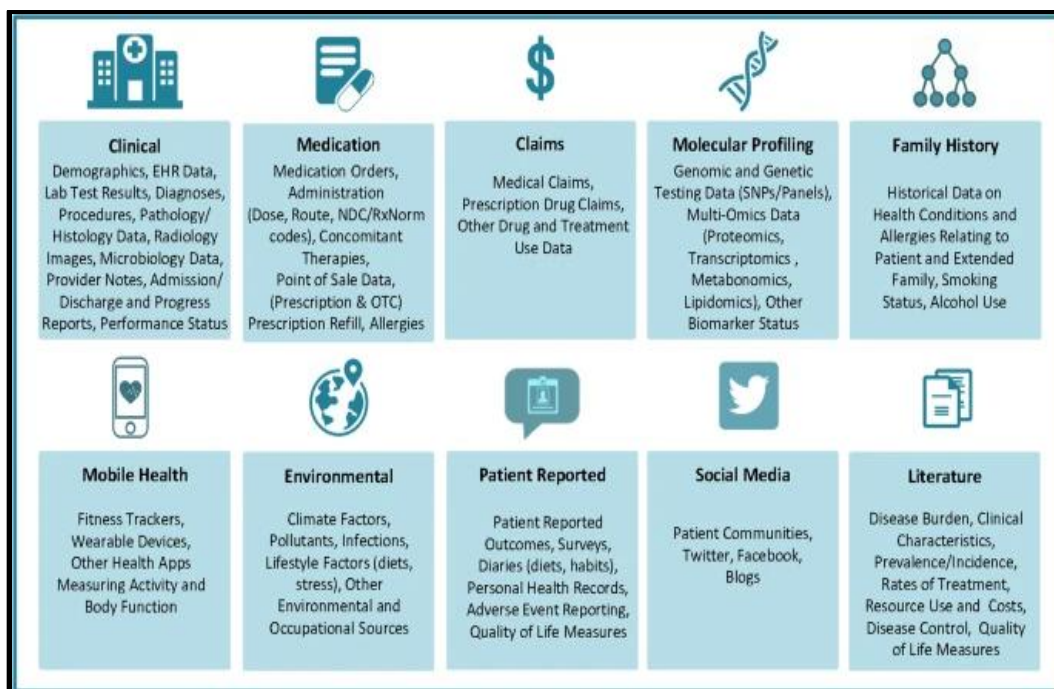 Clinical
Demographics, EHR Data,
Lab Test Results, Diagnoses,
Procedures, Pathology/
Histology Data, Radiology
Images, Microbiology Data,
Provider Notes, Admission/
Discharge and Progress
Reports, Performance Status
Medication
Medication Orders,
Administration
(Dose, Route, NDC/RxNorm
codes), Concomitant
Therapies,
Point of Sale Data,
(Prescription & OTC)
Prescription Refill, Allergies
Claims
Medical Claims,
Prescription Drug Claims,
Other Drug and Treatment
Use Data
Molecular Profiling
Genomic and Genetic
Testing Data (SNPs/Panels),
Multi-Omics Data
(Proteomics,
Transcriptomics ,
Metabonomics,
Lipidomics), Other
Biomarker Status
Family History
Historical Data on
Health Conditions and
Allergies Relating to
Patient and Extended
Family, Smoking
Status, Alcohol Use
Mobile Health
Fitness Trackers,
Wearable Devices,
Other Health Apps
Measuring Activity and
Body Function
Environmental
Climate Factors,
Pollutants, Infections,
Lifestyle Factors (diets,
stress), Other
Environmental and
Occupational Sources
Patient Reported
Patient Reported
Outcomes, Surveys,
Diaries (diets, habits),
Personal Health Records,
Adverse Event Reporting,
Quality of Life Measures
Social Media
Patient Communities,
Twitter, Facebook,
Blogs
Literature
Disease Burden, Clinical
Characteristics,
Prevalence/Incidence,
Rates of Treatment,
Resource Use and Costs,
Disease Control, Quality
of Life Measures